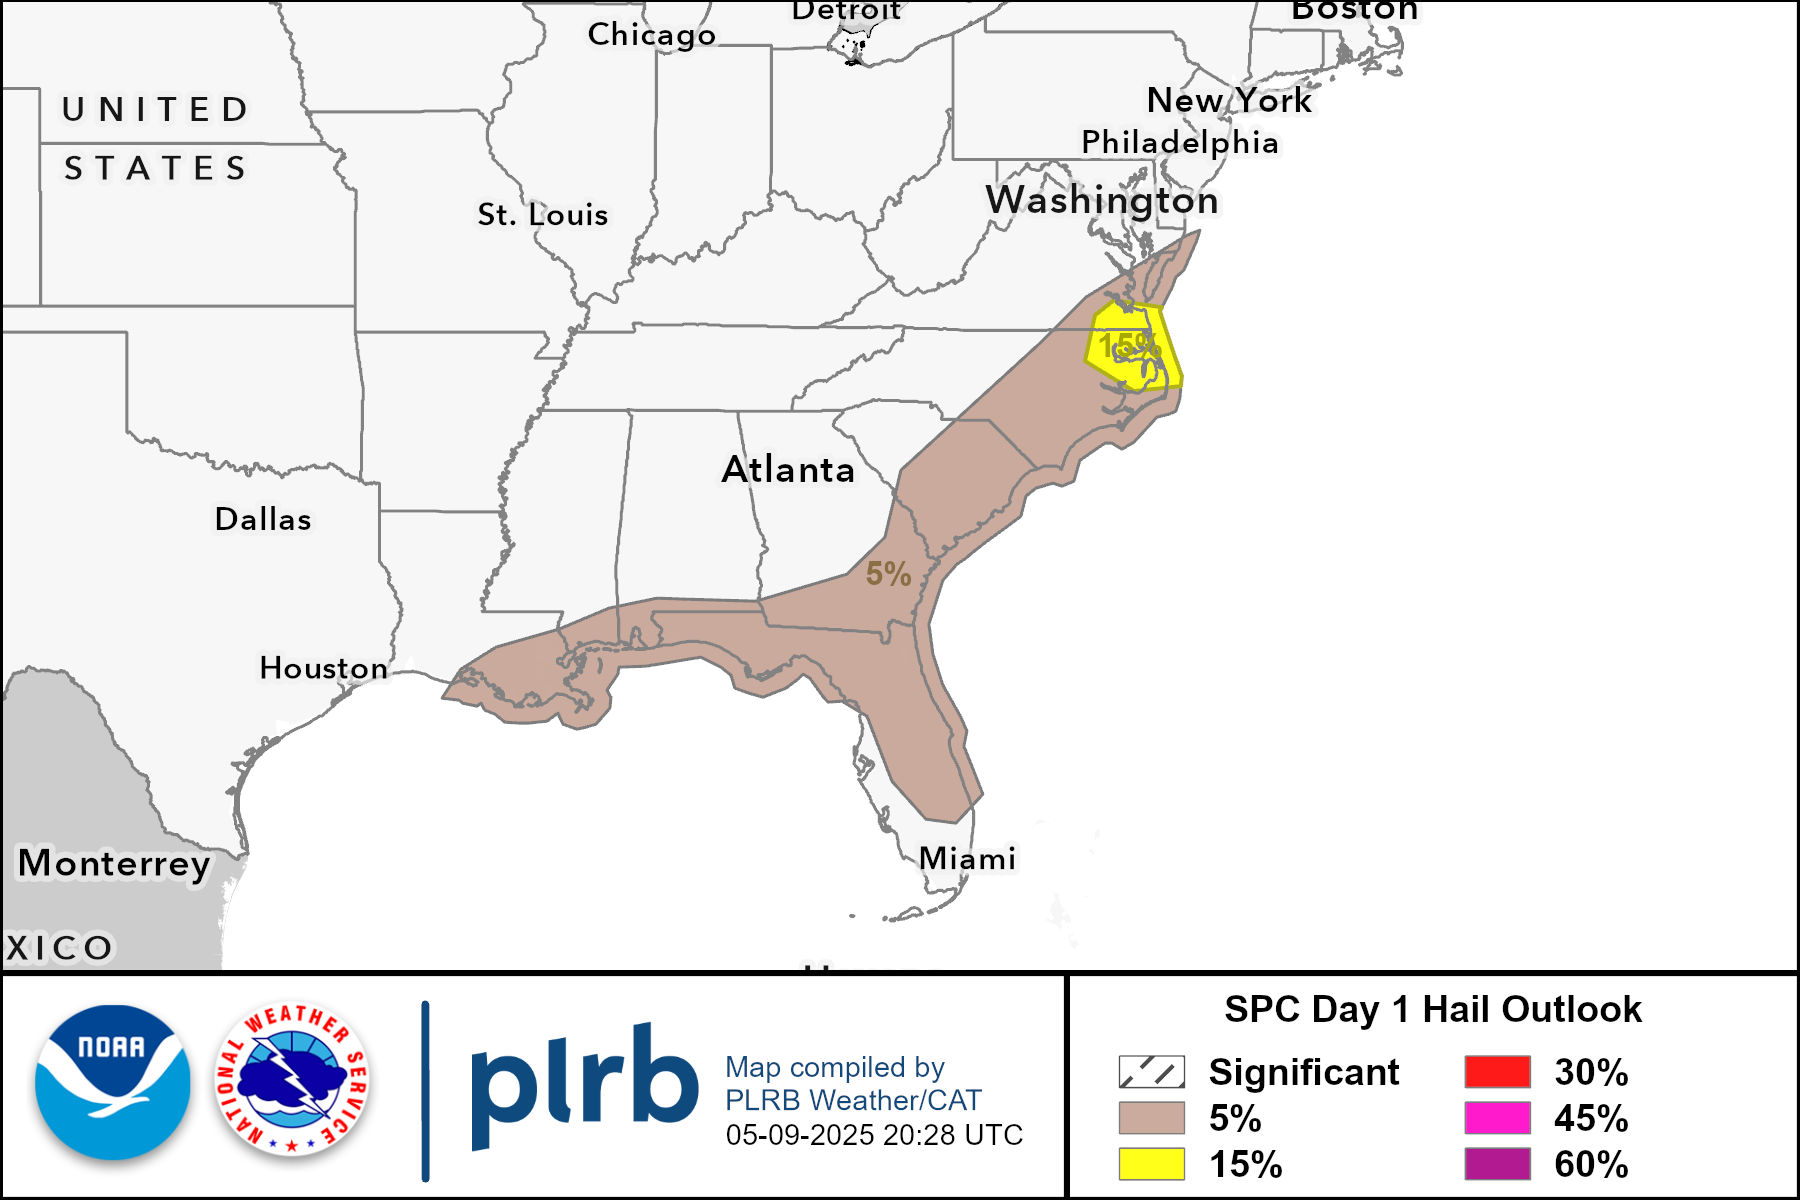 Detroit
Boston
Chicago
UNITED
STATES
New York
Philadelphia
Washington
St. Louis
15%
Atlanta
Dallas
5%
Houston
Miami
Monterrey
XICO
NOAA
NATIONAL WEATHER SERVICE
plrb
Map compiled by
PLRB Weather/CAT
05-09-2025 20:28 UTC
SPC Day 1 Hail Outlook
Significant
30%
5%
45%
15%
60%